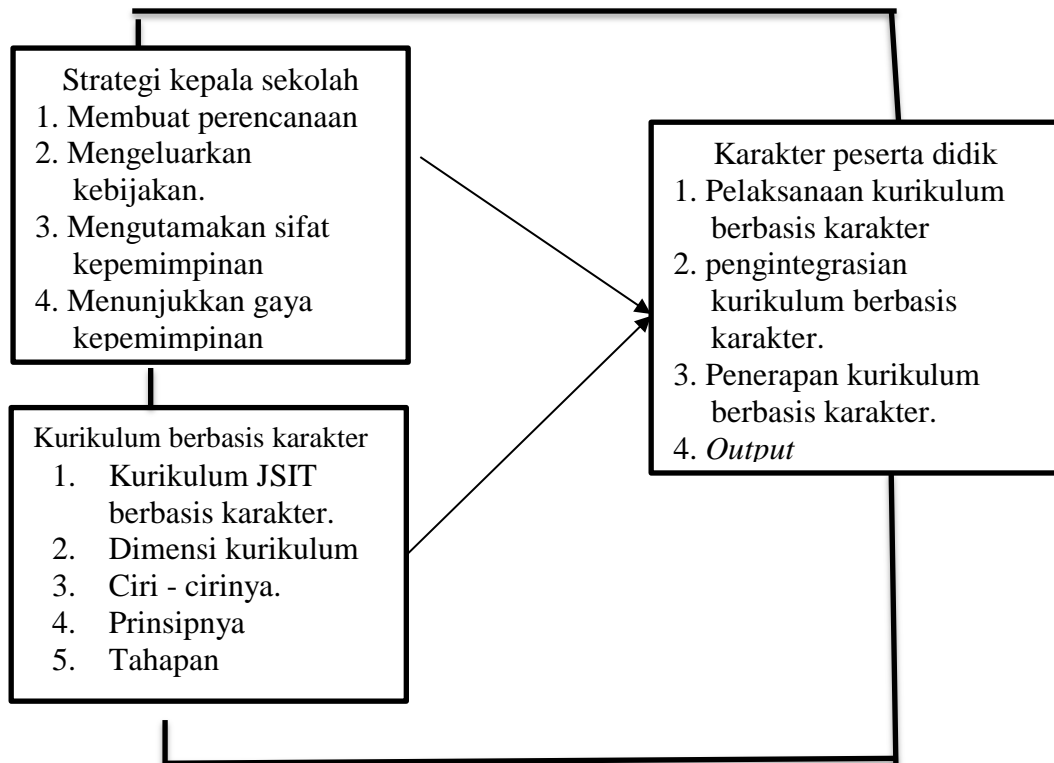 Strategi kepala sekolah
1. Membuat perencanaan
2. Mengeluarkan
kebijakan.
3. Mengutamakan sifat
kepemimpinan
4. Menunjukkan gaya
kepemimpinan
Kurikulum berbasis karakter
1. Kurikulum JSIT
berbasis karakter.
2. Dimensi kurikulum
3. Ciri - cirinya.
4. Prinsipnya
5. Tahapan
Karakter peserta didik
1. Pelaksanaan kurikulum
berbasis karakter
2. pengintegrasian
kurikulum berbasis
karakter.
3. Penerapan kurikulum
berbasis karakter.
4. Output